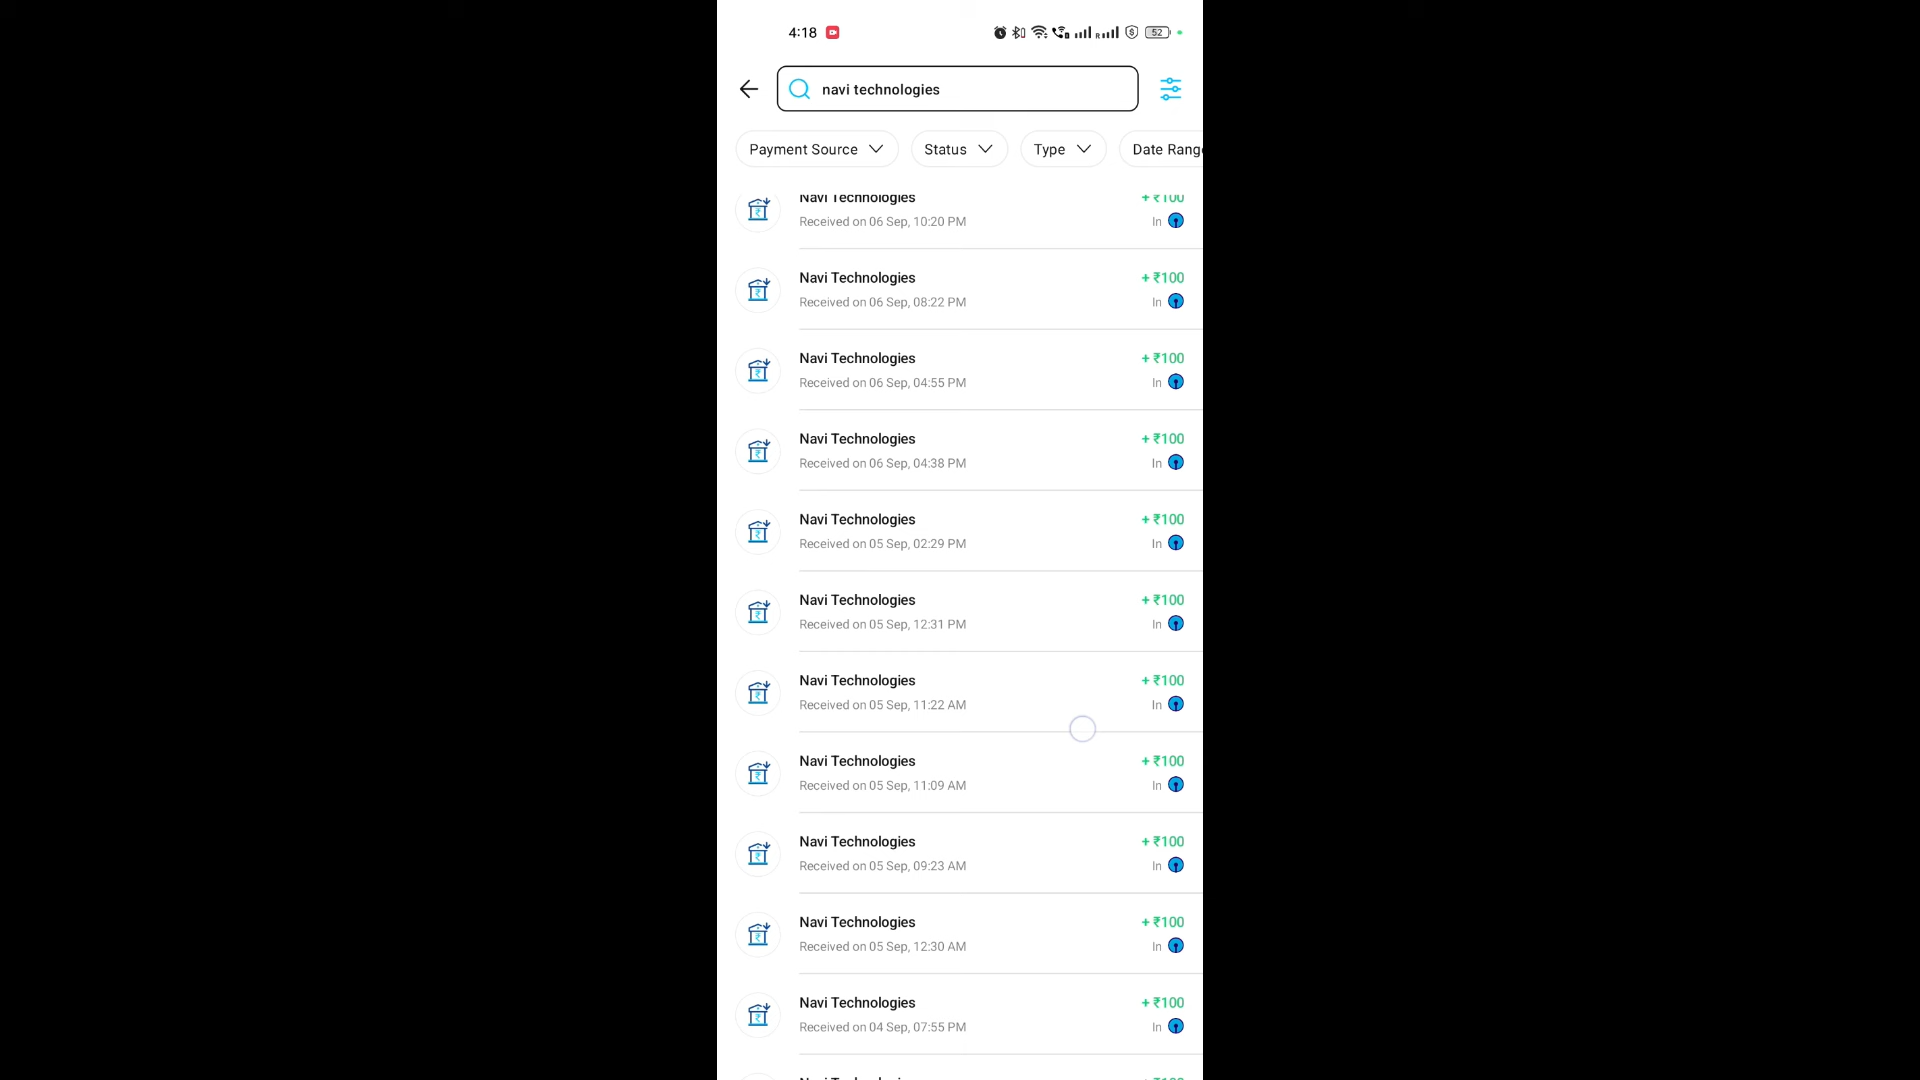 4:18
52
navi technologies
Payment Source
Status
Type
Date Rang
Navi Technologies
+ ₹100
Received on 06 Sep, 10:20 PM
In
Navi Technologies
+ ₹100
Received on 06 Sep, 08:22 PM
In
Navi Technologies
+ ₹100
Received on 06 Sep, 04:55 PM
In
Navi Technologies
+ ₹100
Received on 06 Sep, 04:38 PM
In
Navi Technologies
+ ₹100
Received on 05 Sep, 02:29 PM
In
Navi Technologies
+ ₹100
Received on 05 Sep, 12:31 PM
In
Navi Technologies
+ ₹100
Received on 05 Sep, 11:22 AM
In
Navi Technologies
+ ₹100
Received on 05 Sep, 11:09 AM
In
Navi Technologies
+ ₹100
Received on 05 Sep, 09:23 AM
In
Navi Technologies
+ ₹100
Received on 05 Sep, 12:30 AM
In
Navi Technologies
+ ₹100
Received on 04 Sep, 07:55 PM
In